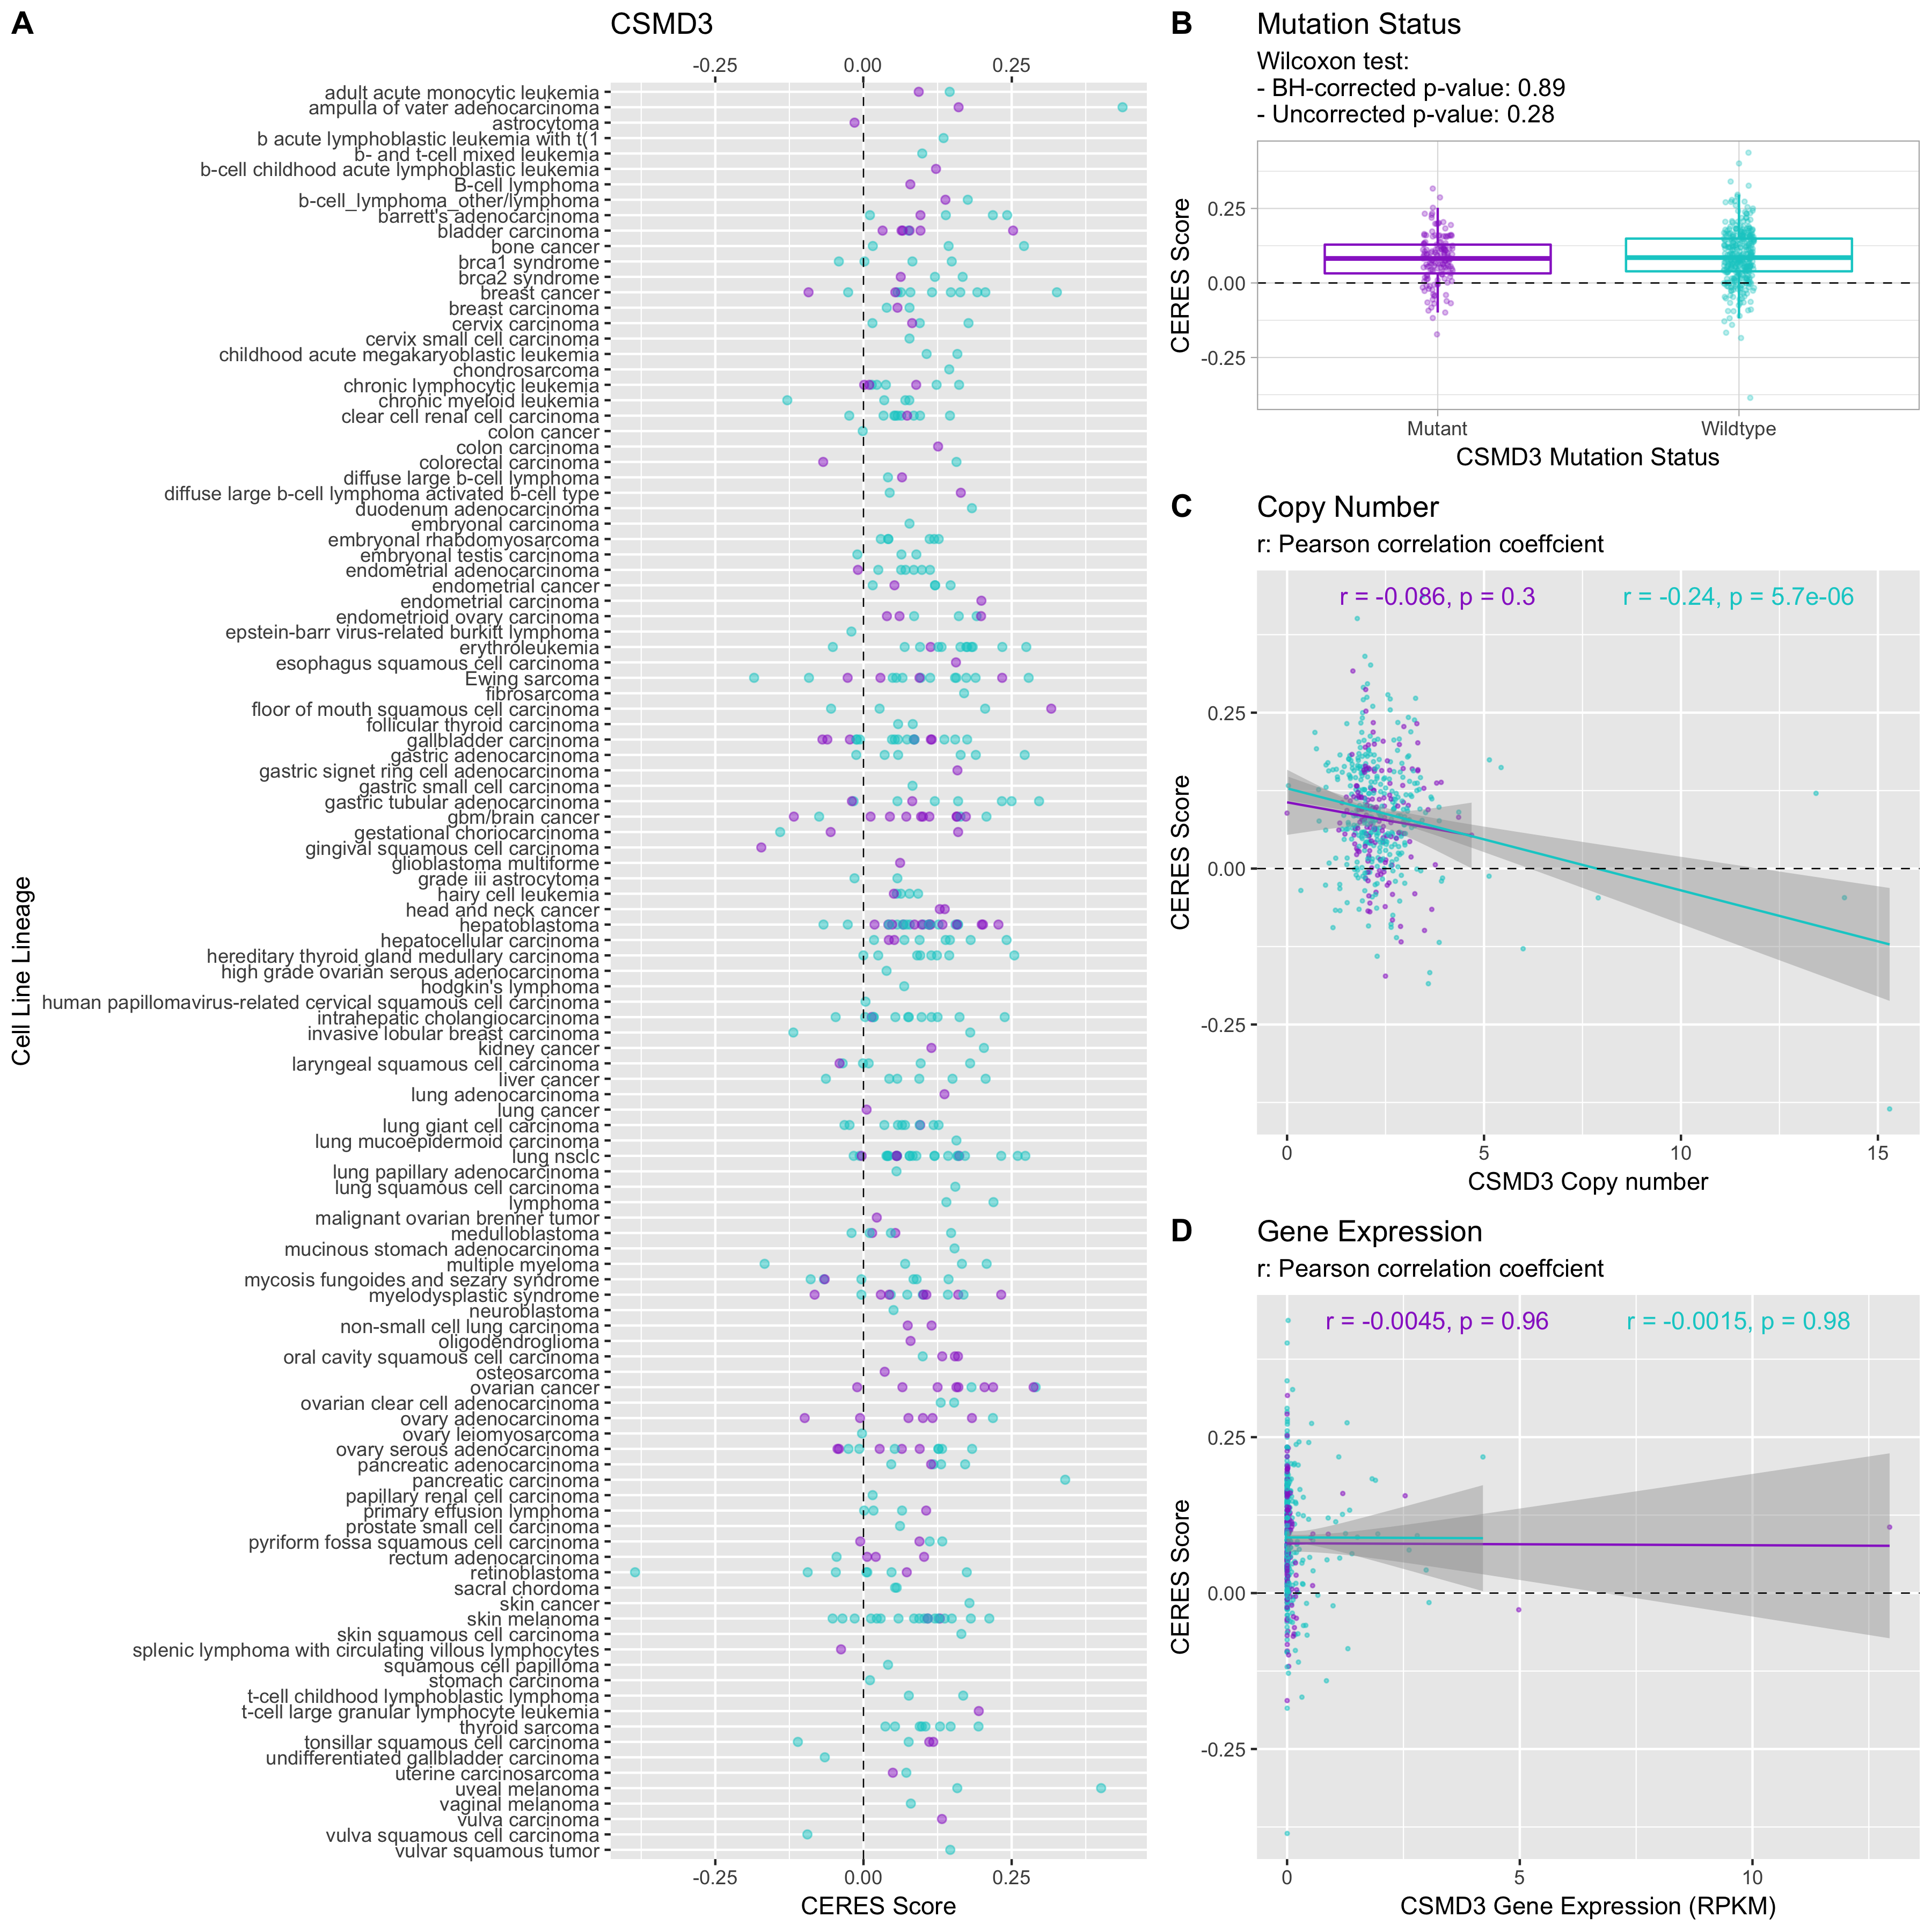 A
CSMD3
-0.25 0.00 0.25
Cell Line Lineage
adult acute monocytic leukemia
ampulla of vater adenocarcinoma
astrocytoma
b acute lymphoblastic leukemia with t(1
b- and t-cell mixed leukemia
b-cell childhood acute lymphoblastic leukemia
B-cell lymphoma
b-cell_lymphoma_other/lymphoma
barrett's adenocarcinoma
bladder carcinoma
bone cancer
brca1 syndrome
brca2 syndrome
breast cancer
breast carcinoma
cervix carcinoma
cervix small cell carcinoma
childhood acute megakaryoblastic leukemia
chondrosarcoma
chronic lymphocytic leukemia
chronic myeloid leukemia
clear cell renal cell carcinoma
colon cancer
colon carcinoma
colorectal carcinoma
diffuse large b-cell lymphoma
diffuse large b-cell lymphoma activated b-cell type
duodenum adenocarcinoma
embryonal carcinoma
embryonal rhabdomyosarcoma
embryonal testis carcinoma
endometrial adenocarcinoma
endometrial cancer
endometrial carcinoma
endometrioid ovary carcinoma
epstein-barr virus-related burkitt lymphoma
erythroleukemia
esophagus squamous cell carcinoma
Ewing sarcoma
fibrosarcoma
floor of mouth squamous cell carcinoma
follicular thyroid carcinoma
gallbladder carcinoma
gastric adenocarcinoma
gastric signet ring cell adenocarcinoma
gastric small cell carcinoma
gastric tubular adenocarcinoma
gbm/brain cancer
gestational choriocarcinoma
gingival squamous cell carcinoma
glioblastoma multiforme
grade iii astrocytoma
hairy cell leukemia
head and neck cancer
hepatoblastoma
hepatocellular carcinoma
hereditary thyroid gland medullary carcinoma
high grade ovarian serous adenocarcinoma
hodgkin's lymphoma
human papillomavirus-related cervical squamous cell carcinoma
intrahepatic cholangiocarcinoma
invasive lobular breast carcinoma
kidney cancer
laryngeal squamous cell carcinoma
liver cancer
lung adenocarcinoma
lung cancer
lung giant cell carcinoma
lung mucoepidermoid carcinoma
lung nsclc
lung papillary adenocarcinoma
lung squamous cell carcinoma
lymphoma
malignant ovarian brenner tumor
medulloblastoma
mucinous stomach adenocarcinoma
multiple myeloma
mycosis fungoides and sezary syndrome
myelodysplastic syndrome
neuroblastoma
non-small cell lung carcinoma
oligodendroglioma
oral cavity squamous cell carcinoma
osteosarcoma
ovarian cancer
ovarian clear cell adenocarcinoma
ovary adenocarcinoma
ovary leiomyosarcoma
ovary serous adenocarcinoma
pancreatic adenocarcinoma
pancreatic carcinoma
papillary renal cell carcinoma
primary effusion lymphoma
prostate small cell carcinoma
pyriform fossa squamous cell carcinoma
rectum adenocarcinoma
retinoblastoma
sacral chordoma
skin cancer
skin melanoma
skin squamous cell carcinoma
splenic lymphoma with circulating villous lymphocytes
squamous cell papilloma
stomach carcinoma
t-cell childhood lymphoblastic lymphoma
t-cell large granular lymphocyte leukemia
thyroid sarcoma
tonsillar squamous cell carcinoma
undifferentiated gallbladder carcinoma
uterine carcinosarcoma
uveal melanoma
vaginal melanoma
vulva carcinoma
vulva squamous cell carcinoma
vulvar squamous tumor
-0.25 0.00 0.25
CERES Score
B
Mutation Status
Wilcoxon test:
- BH-corrected p-value: 0.89
- Uncorrected p-value: 0.28
CERES Score
0.25
0.00
-0.25
Mutant Wildtype
CSMD3 Mutation Status
C
Copy Number
r: Pearson correlation coeffcient
r = -0.086, p = 0.3 r = -0.24, p = 5.7e-06
CERES Score
0.25
0.00
-0.25
0 5 10 15
CSMD3 Copy number
D
Gene Expression
r: Pearson correlation coeffcient
r = -0.0045, p = 0.96 r = -0.0015, p = 0.98
CERES Score
0.25
0.00
-0.25
0 5 10
CSMD3 Gene Expression (RPKM)